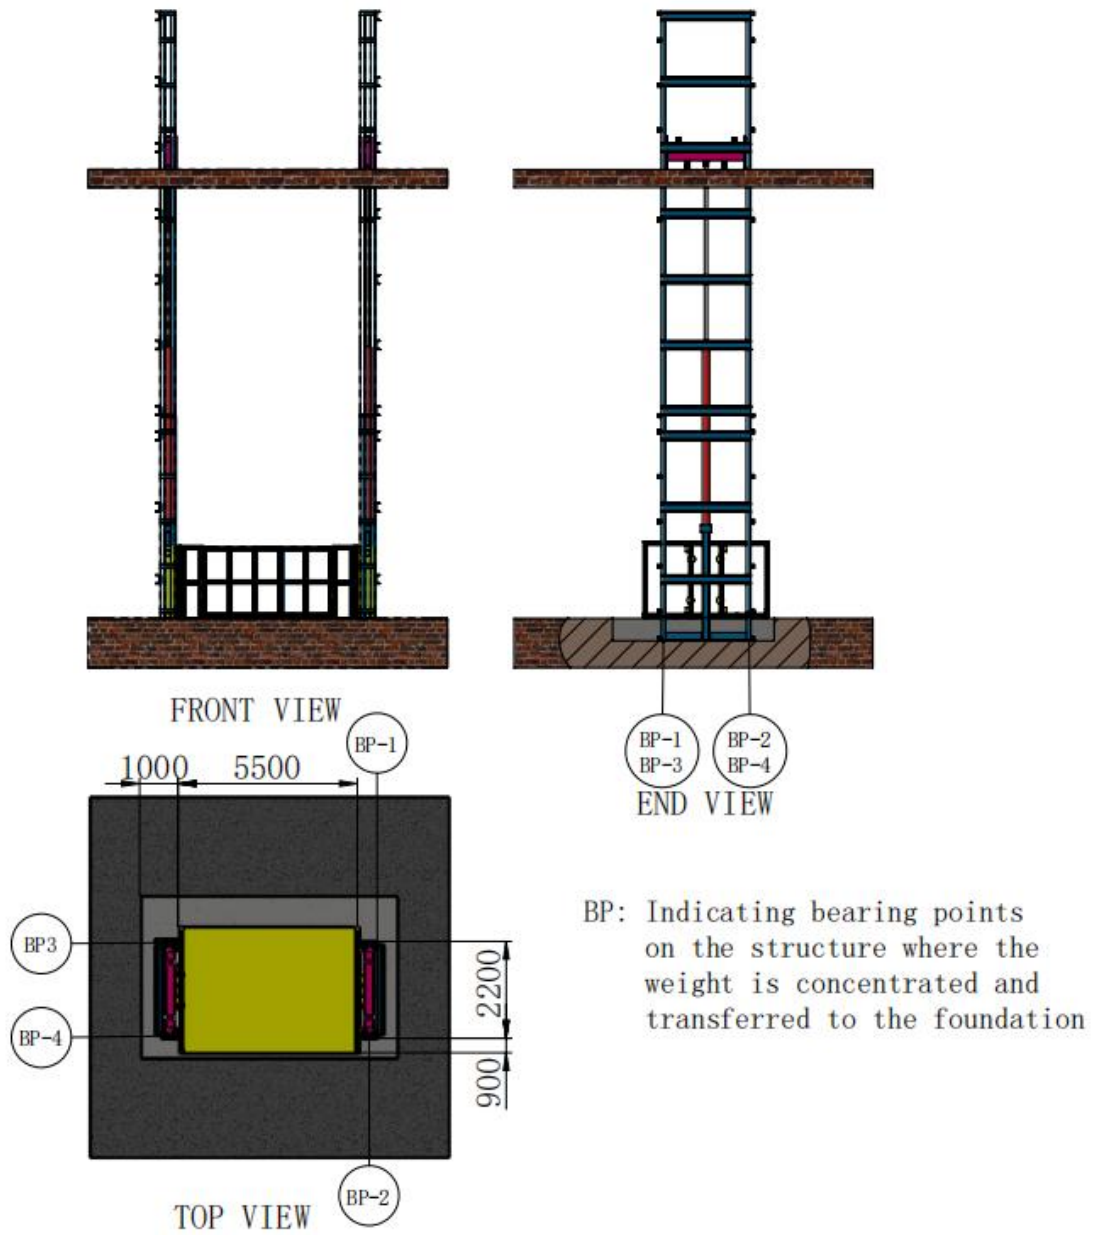 FRONT VIEW
BP-1
BP-3
BP-2
BP-4
END VIEW
BP-1
1000
5500
BP3
BP-4
2200
900
BP-2
TOP VIEW
BP: Indicating bearing points
on the structure where the
weight is concentrated and
transferred to the foundation